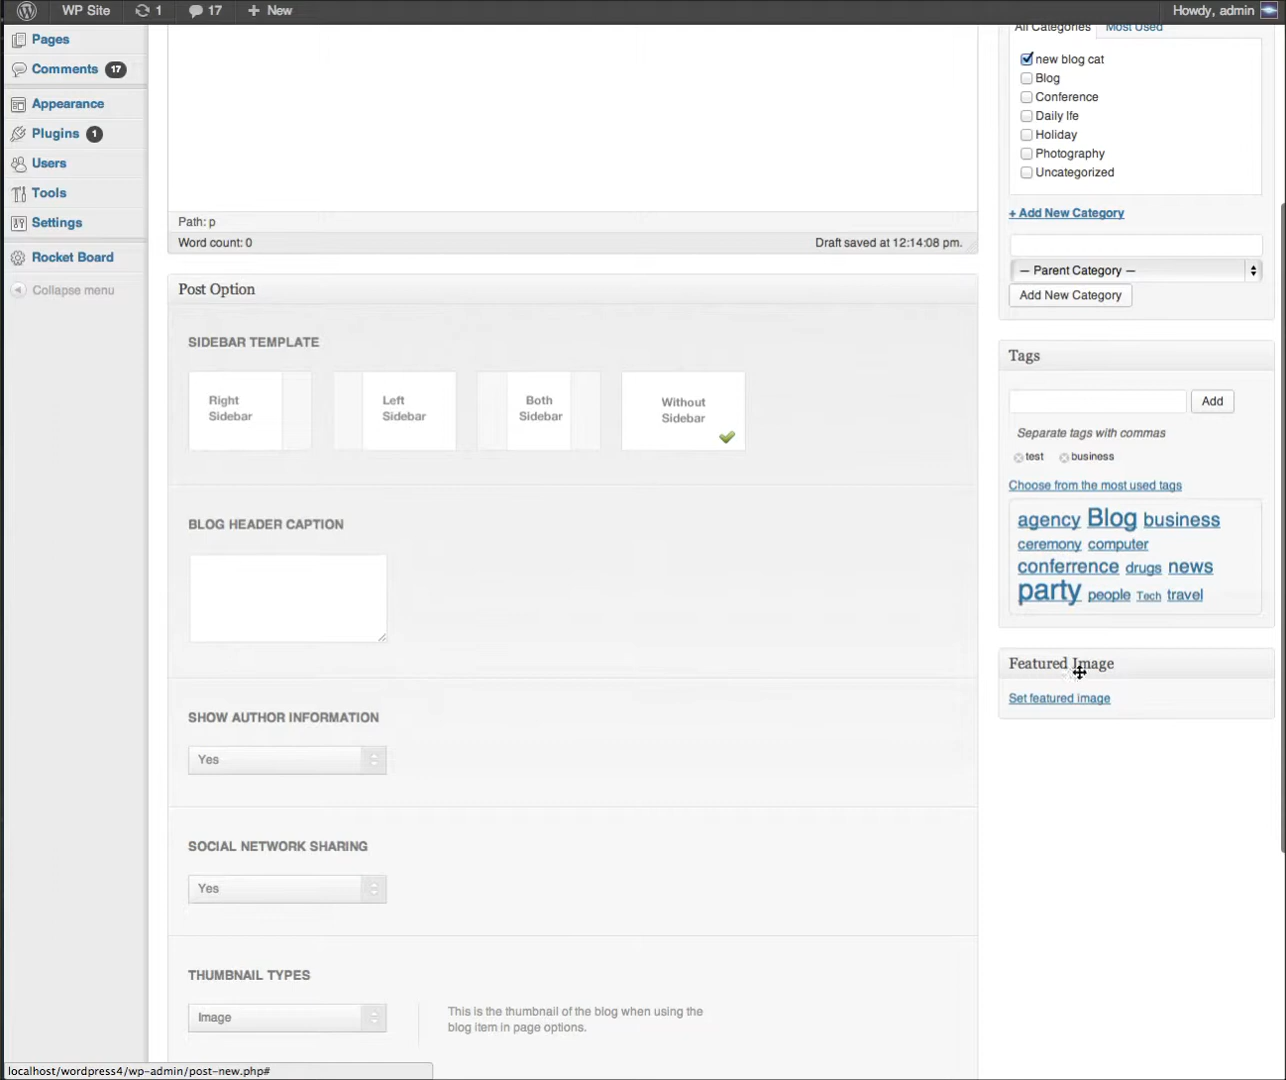 WP Site 1 17 + New Howdy, admin
Pages
Comments 17
Appearance
Plugins 1
Users
Tools
Settings
Rocket Board
Collapse menu
Path: p
Word count: 0 Draft saved at 12:14:08 pm.
Post Option
SIDEBAR TEMPLATE
Right
Sidebar
Left
Sidebar
Both
Sidebar
Without
Sidebar
BLOG HEADER CAPTION
SHOW AUTHOR INFORMATION
Yes
SOCIAL NETWORK SHARING
Yes
THUMBNAIL TYPES
Image
This is the thumbnail of the blog when using the
blog item in page options.
All Categories Most Used
new blog cat
Blog
Conference
Daily lfe
Holiday
Photography
Uncategorized
+ Add New Category
— Parent Category —
Add New Category
Tags
Add
Separate tags with commas
test business
Choose from the most used tags
agency Blog business
ceremony computer
conferrence drugs news
party people Tech travel
Featured Image
Set featured image
localhost/wordpress4/wp-admin/post-new.php#